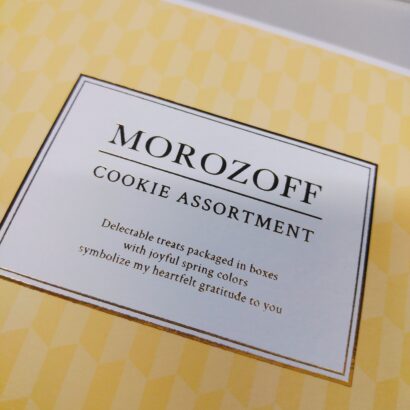 MOROZOFF
COOKIE ASSORTMENT
Delectable treats packaged in boxes
with joyful spring colors
symbolize my heartfelt gratitude to you